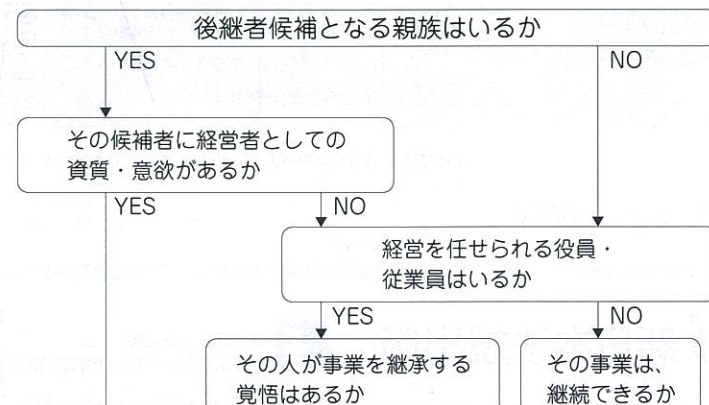 後継者候補となる親族はいるか
YES
NO
その候補者に経営者としての
資質・意欲があるか
YES
NO
経営を任せられる役員・
従業員はいるか
YES
NO
その人が事業を継承する
覚悟はあるか
その事業は、
継続できるか